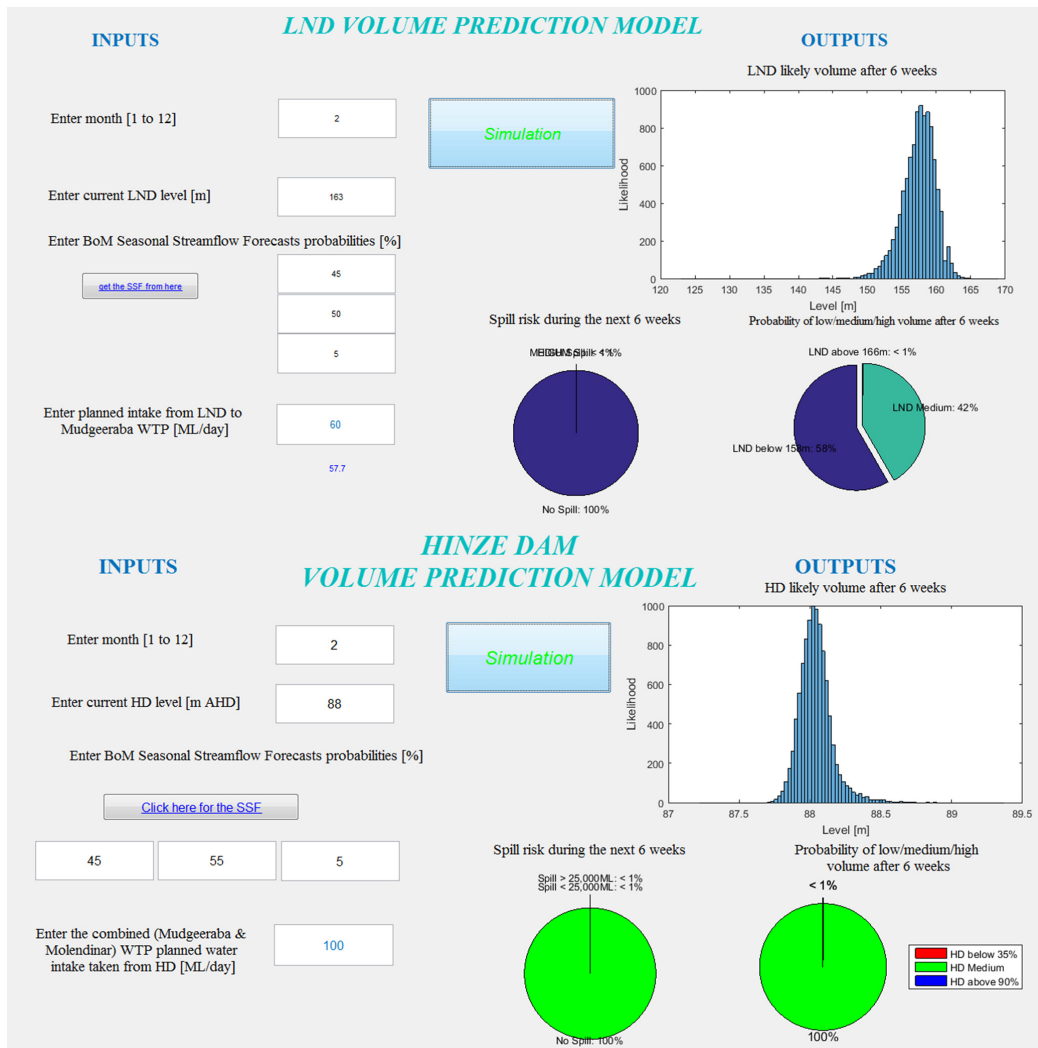 LND VOLUME PREDICTION MODEL
INPUTS
OUTPUTS
LND likely volume after 6 weeks
Enter month [1 to 12]
2
Simulation
Enter current LND level [m]
163
Enter BoM Seasonal Streamflow Forecasts probabilities [%]
get the SSF from here
45
50
5
Enter planned intake from LND to
Mudgeeraba WTP [ML/day]
60
57.7
1000
800
600
400
200
0
Likelihood
120 125 130 135 140 145 150 155 160 165 170
Level [m]
Spill risk during the next 6 weeks
No Spill: 100%
Probability of low/medium/high volume after 6 weeks
LND above 166m: < 1%
LND Medium: 42%
LND below 158m: 58%
HINZE DAM
VOLUME PREDICTION MODEL
INPUTS
OUTPUTS
HD likely volume after 6 weeks
Enter month [1 to 12]
2
Simulation
Enter current HD level [m AHD]
88
Enter BoM Seasonal Streamflow Forecasts probabilities [%]
Click here for the SSF
45
55
5
Enter the combined (Mudgeeraba &
Molendinar) WTP planned water
intake taken from HD [ML/day]
100
1000
800
600
400
200
0
Likelihood
87 87.5 88 88.5 89 89.5
Level [m]
Spill risk during the next 6 weeks
Spill > 25,000ML: < 1%
Spill < 25,000ML: < 1%
No Spill: 100%
Probability of low/medium/high
volume after 6 weeks
< 1%
100%
HD below 35%
HD Medium
HD above 90%